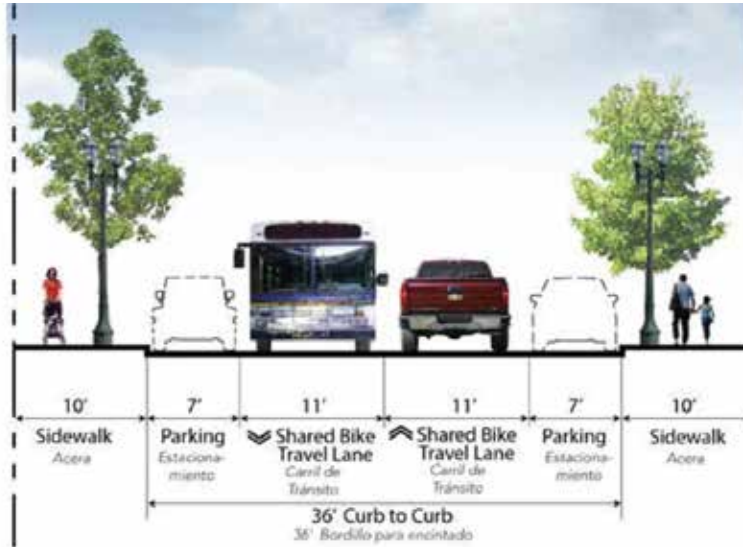 10' 7' 11' 11' 7' 10'
Sidewalk
Acera
Parking
Estaciona-
miento
Shared Bike
Travel Lane
Carril de
Tránsito
Shared Bike
Travel Lane
Carril de
Tránsito
Parking
Estaciona-
miento
Sidewalk
Acera
36' Curb to Curb
36' Bordillo para encintado